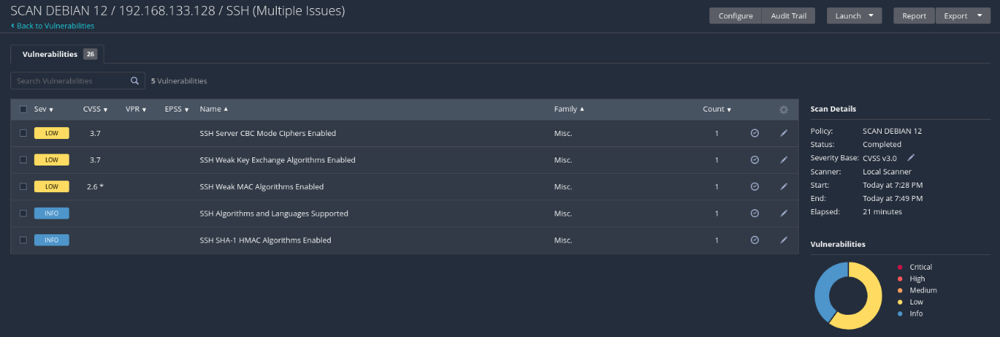 SCAN DEBIAN 12 / 192.168.133.128 / SSH (Multiple Issues)
Configure Audit Trail Launch Report Export
Back to Vulnerabilities
Vulnerabilities 26
Search Vulnerabilities 5 Vulnerabilities
Sev CVSS VPR EPSS Name Family Count
LOW 3.7 SSH Server CBC Mode Ciphers Enabled Misc. 1
LOW 3.7 SSH Weak Key Exchange Algorithms Enabled Misc. 1
LOW 2.6 * SSH Weak MAC Algorithms Enabled Misc. 1
INFO SSH Algorithms and Languages Supported Misc. 1
INFO SSH SHA-1 HMAC Algorithms Enabled Misc. 1
Scan Details
Policy: SCAN DEBIAN 12
Status: Completed
Severity Base: CVSS v3.0
Scanner: Local Scanner
Start: Today at 7:28 PM
End: Today at 7:49 PM
Elapsed: 21 minutes
Vulnerabilities
Critical
High
Medium
Low
Info